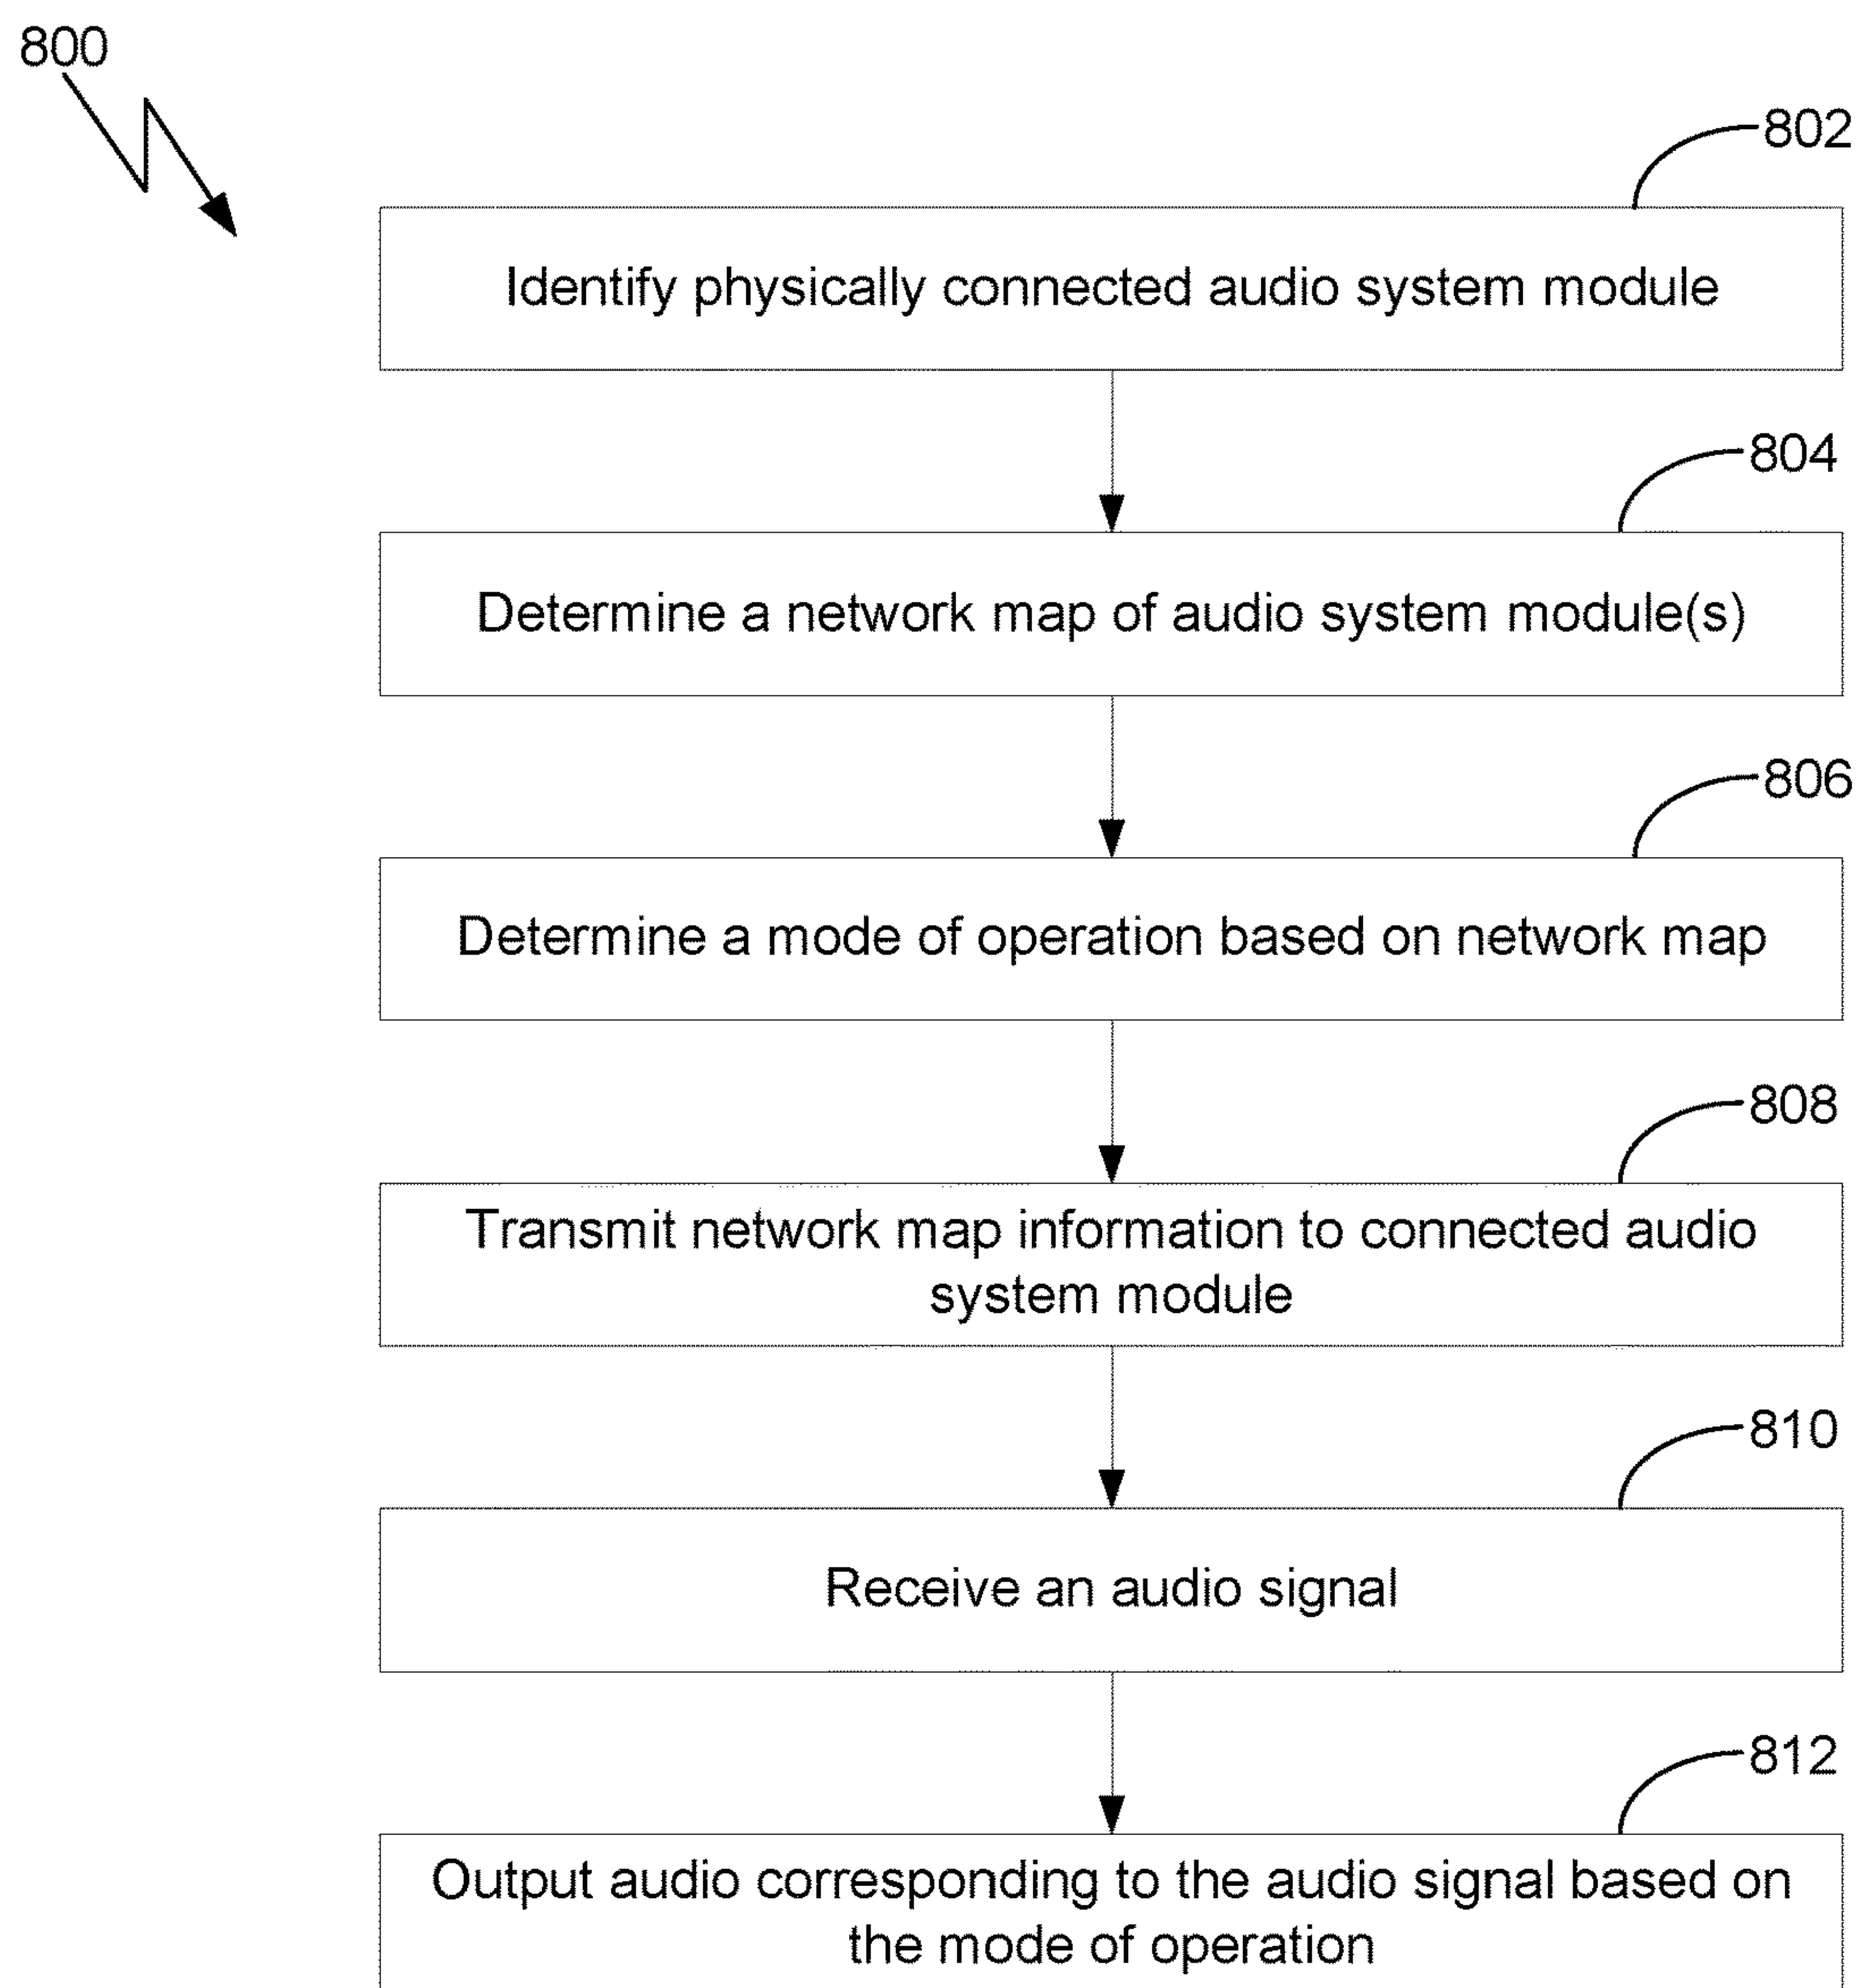 800
802
Identify physically connected audio system module
804
Determine a network map of audio system module(s)
806
Determine a mode of operation based on network map
808
Transmit network map information to connected audio
system module
810
Receive an audio signal
812
Output audio corresponding to the audio signal based on
the mode of operation